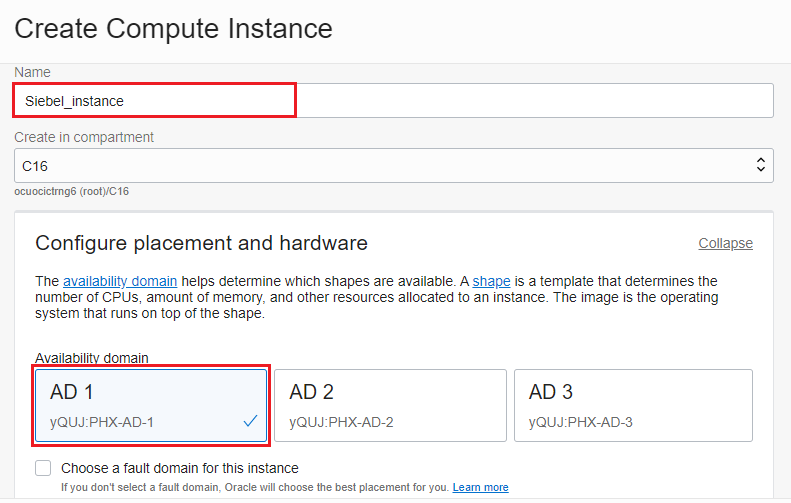 Create Compute Instance
Name
Siebel_instance
Create in compartment
C16
ocuocictrng6 (root)/C16
Configure placement and hardware
Collapse
The availability domain helps determine which shapes are available. A shape is a template that determines the
number of CPUs, amount of memory, and other resources allocated to an instance. The image is the operating
system that runs on top of the shape.
Availability domain
AD 1
yQUJ:PHX-AD-1
AD 2
yQUJ:PHX-AD-2
AD 3
yQUJ:PHX-AD-3
Choose a fault domain for this instance
If you don't select a fault domain, Oracle will choose the best placement for you. Learn more